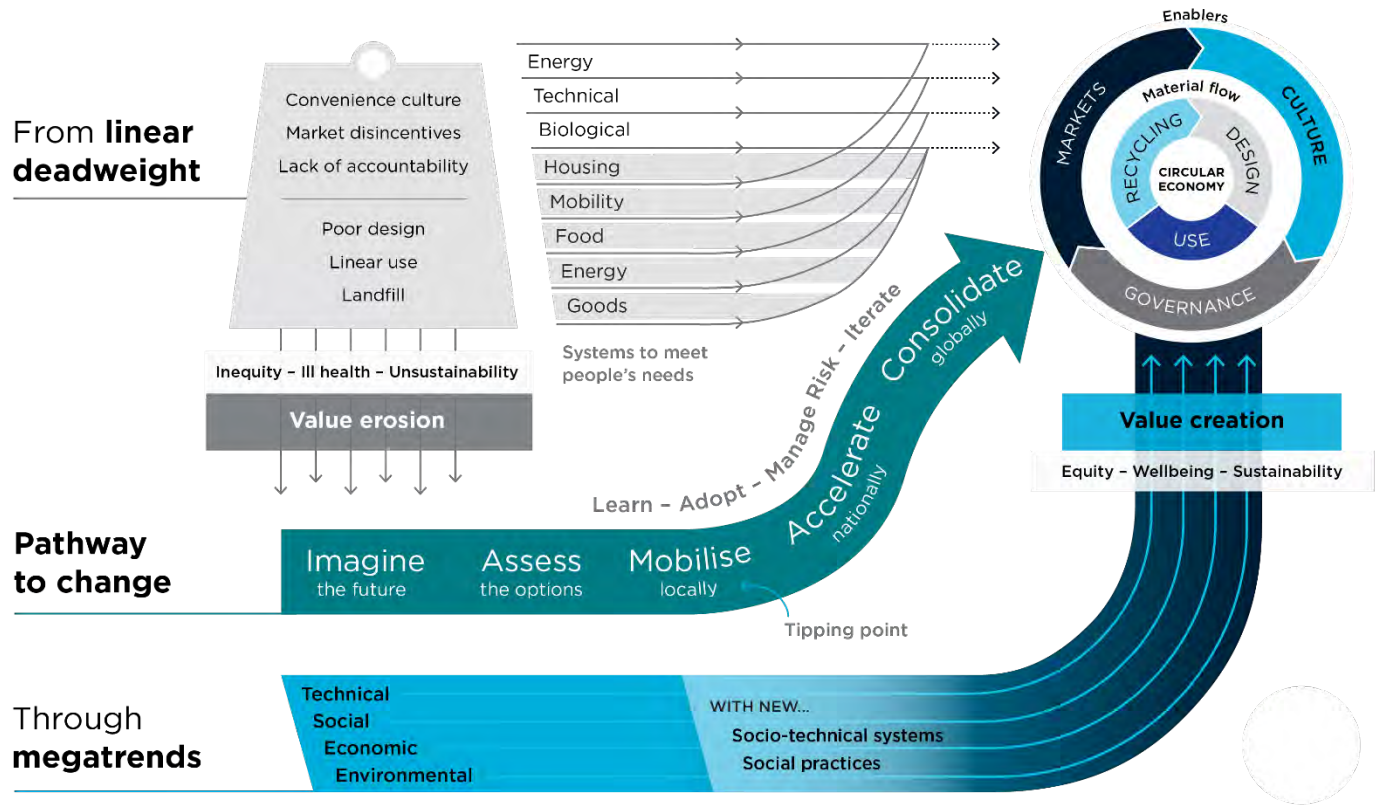 From linear
deadweight
Convenience culture
Market disincentives
Lack of accountability
Poor design
Linear use
Landfill
Inequity – Ill health – Unsustainability
Value erosion
Energy
Technical
Biological
Housing
Mobility
Food
Energy
Goods
Systems to meet
people's needs
Enablers
MARKETS
CULTURE
GOVERNANCE
Material flow
RECYCLING
DESIGN
USE
CIRCULAR
ECONOMY
Value creation
Equity – Wellbeing – Sustainability
Pathway
to change
Imagine
the future
Assess
the options
Mobilise
locally
Accelerate
nationally
Consolidate
globally
Learn – Adopt – Manage Risk – Iterate
Tipping point
Through
megatrends
Technical
Social
Economic
Environmental
WITH NEW...
Socio-technical systems
Social practices